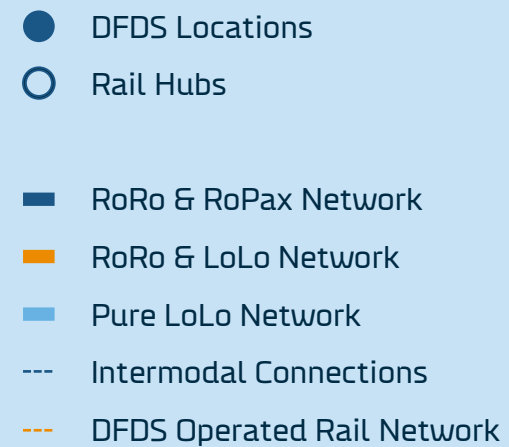 DFDS Locations
Rail Hubs
RoRo & RoPax Network
RoRo & LoLo Network
Pure LoLo Network
Intermodal Connections
DFDS Operated Rail Network